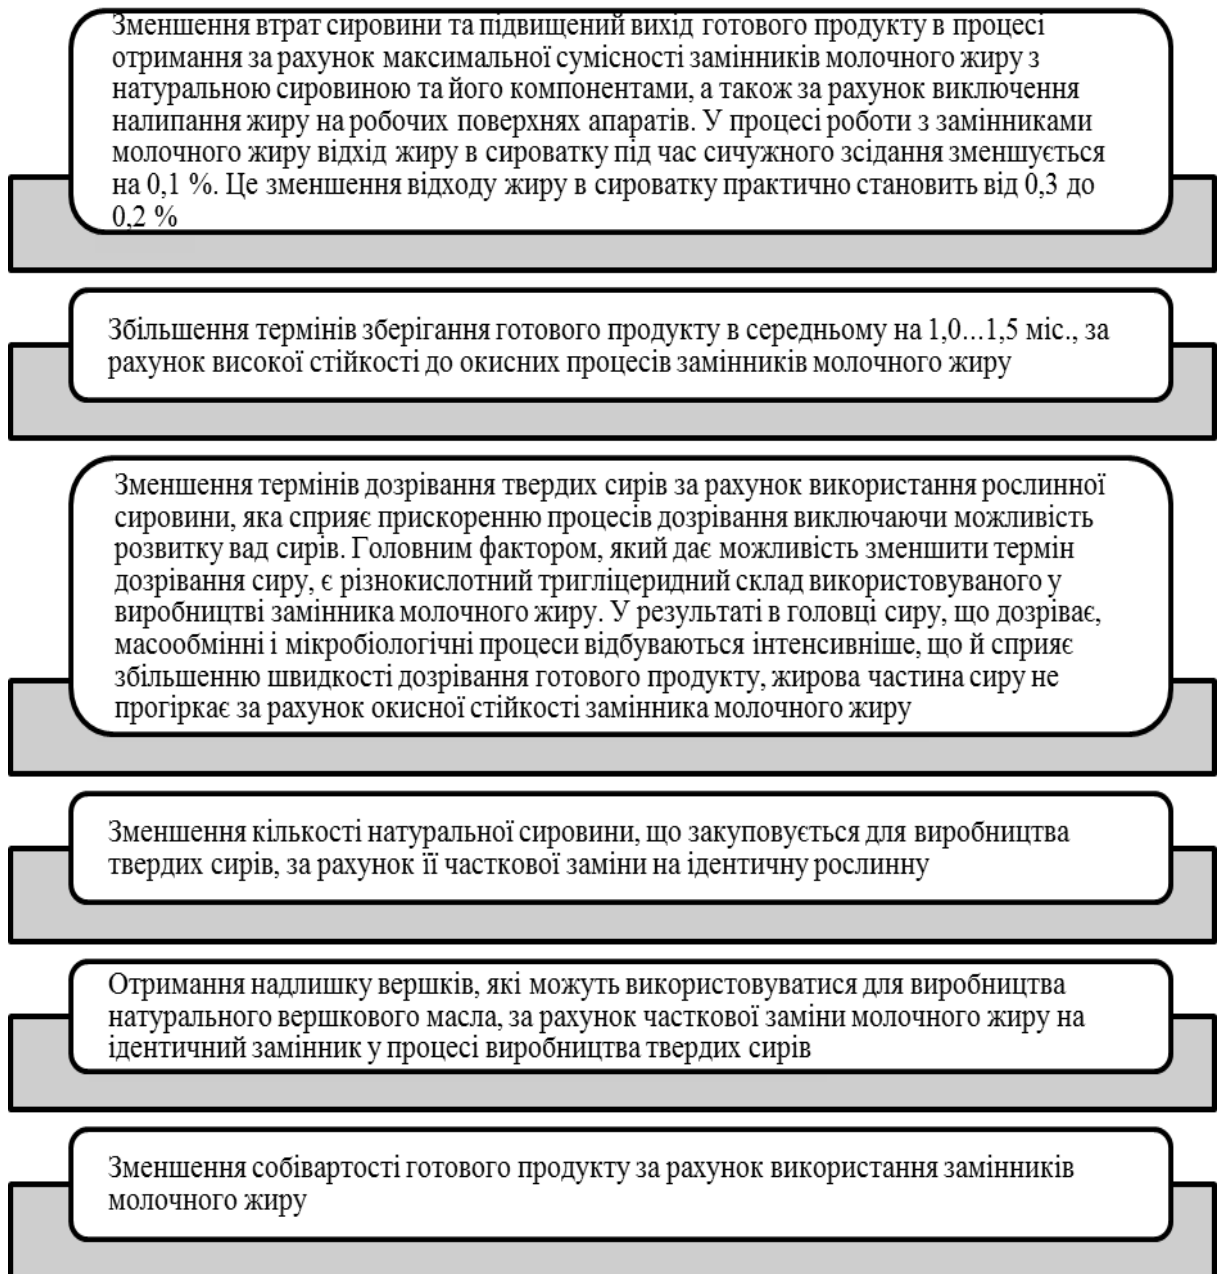 Зменшення втрат сировини та підвищений вихід готового продукту в процесі
отримання за рахунок максимальної сумісності замінників молочного жиру з
натуральною сировиною та його компонентами, а також за рахунок виключення
налипання жиру на робочих поверхнях апаратів. У процесі роботи з замінниками
молочного жиру відхід жиру в сироватку під час сичужного зсідання зменшується
на 0,1 %. Це зменшення відходу жиру в сироватку практично становить від 0,3 до
0,2 %
Збільшення термінів зберігання готового продукту в середньому на 1,0...1,5 міс., за
рахунок високої стійкості до окисних процесів замінників молочного жиру
Зменшення термінів дозрівання твердих сирів за рахунок використання рослинної
сировини, яка сприяє прискоренню процесів дозрівання виключаючи можливість
розвитку вад сирів. Головним фактором, який дає можливість зменшити термін
дозрівання сиру, є різнокислотний тригліцеридний склад використовуваного у
виробництві замінника молочного жиру. У результаті в головці сиру, що дозріває,
масообмінні і мікробіологічні процеси відбуваються інтенсивніше, що й сприяє
збільшенню швидкості дозрівання готового продукту, жирова частина сиру не
прогіркає за рахунок окисної стійкості замінника молочного жиру
Зменшення кількості натуральної сировини, що закуповується для виробництва
твердих сирів, за рахунок її часткової заміни на ідентичну рослинну
Отримання надлишку вершків, які можуть використовуватися для виробництва
натурального вершкового масла, за рахунок часткової заміни молочного жиру на
ідентичний замінник у процесі виробництва твердих сирів
Зменшення собівартості готового продукту за рахунок використання замінників
молочного жиру